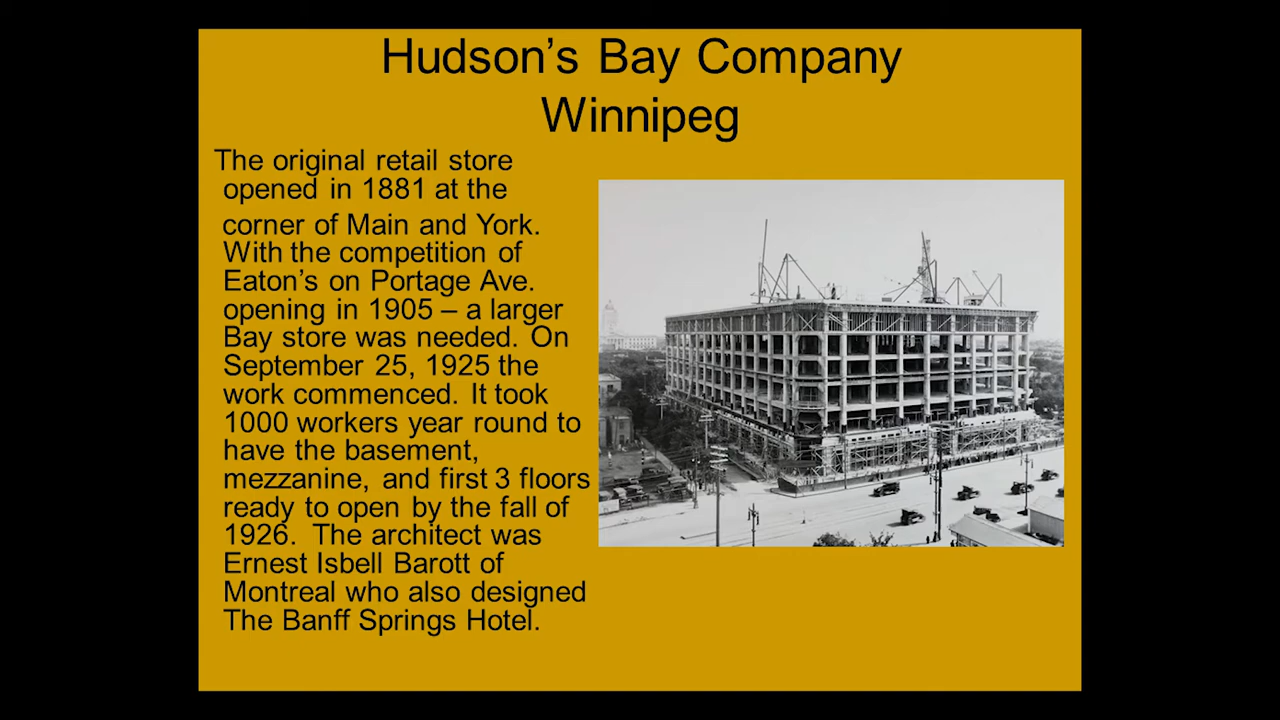 Hudson’s Bay Company
Winnipeg
The original retail store
opened in 1881 at the
corner of Main and York.
With the competition of
Eaton’s on Portage Ave.
opening in 1905 – a larger
Bay store was needed. On
September 25, 1925 the
work commenced. It took
1000 workers year round to
have the basement,
mezzanine, and first 3 floors
ready to open by the fall of
1926. The architect was
Ernest Isbell Barott of
Montreal who also designed
The Banff Springs Hotel.